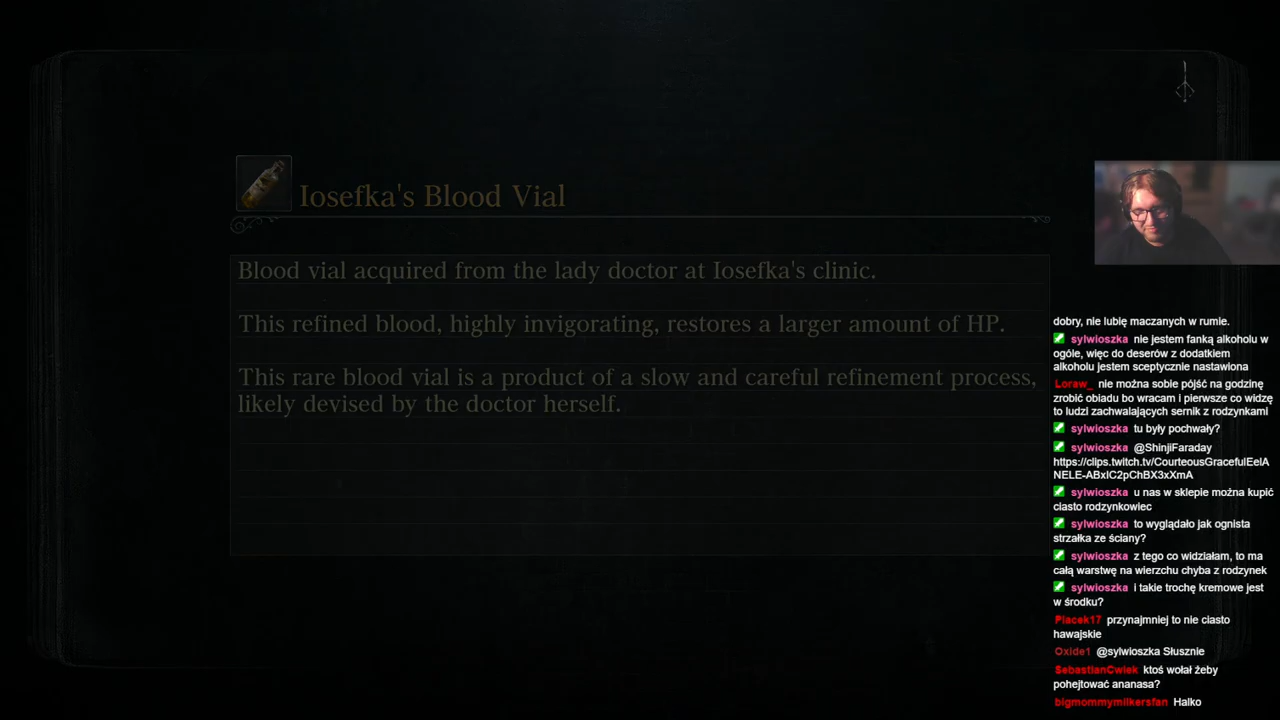 Iosefka's Blood Vial
Blood vial acquired from the lady doctor at Iosefka's clinic.
This refined blood, highly invigorating, restores a larger amount of HP.
This rare blood vial is a product of a slow and careful refinement process,
likely devised by the doctor herself.
dobry, nie lubię maczanych w rumie.
sylwioszka nie jestem fanką alkoholu w
ogóle, więc do deserów z dodatkiem
alkoholu jestem sceptycznie nastawiona
Loraw_ nie można sobie pójść na godzinę
zrobić obiadu bo wracam i pierwsze co widzę
to ludzi zachwalających sernik z rodzynkami
sylwioszka tu były pochwały?
sylwioszka @ShinjiFaraday
https://clips.twitch.tv/CourteousGracefulEelA
NELE-ABxIC2pChBX3xXmA
sylwioszka u nas w sklepie można kupić
ciasto rodzynkowiec
sylwioszka to wyglądało jak ognista
strzałka ze ściany?
sylwioszka z tego co widziałam, to ma
całą warstwę na wierzchu chyba z rodzynek
sylwioszka i takie trochę kremowe jest
w środku?
Placek17 przynajmniej to nie ciasto
hawajskie
Oxide1 @sylwioszka Słusznie
SebastianCwiek ktoś wołał żeby
pohejtować ananasa?
bigmommymilkersfan Halko